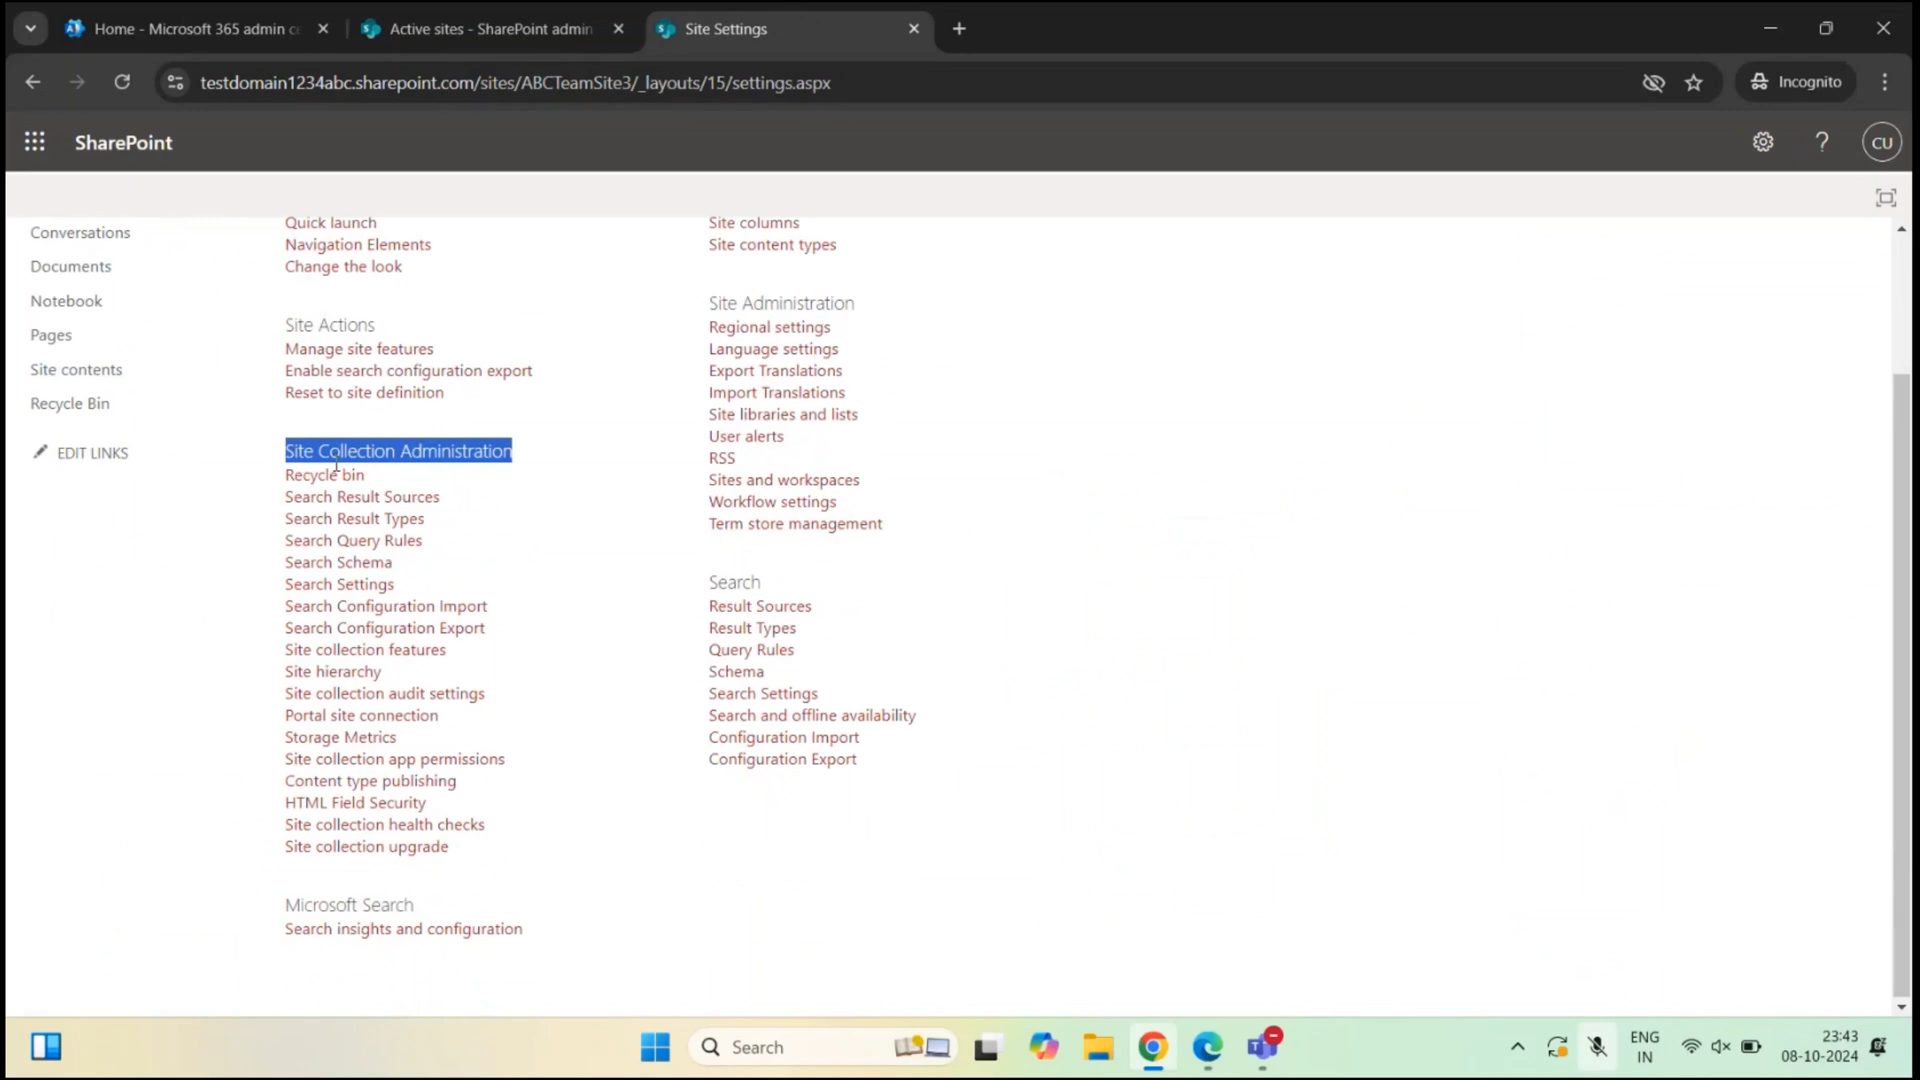 Home - Microsoft 365 admin ce
Active sites - SharePoint admin
Site Settings
testdomain1234abc.sharepoint.com/sites/ABCTeamSite3/_layouts/15/settings.aspx
Incognito
SharePoint
?
CU
Conversations
Documents
Notebook
Pages
Site contents
Recycle Bin
EDIT LINKS
Quick launch
Navigation Elements
Change the look
Site Actions
Manage site features
Enable search configuration export
Reset to site definition
Site Collection Administration
Recycle bin
Search Result Sources
Search Result Types
Search Query Rules
Search Schema
Search Settings
Search Configuration Import
Search Configuration Export
Site collection features
Site hierarchy
Site collection audit settings
Portal site connection
Storage Metrics
Site collection app permissions
Content type publishing
HTML Field Security
Site collection health checks
Site collection upgrade
Microsoft Search
Search insights and configuration
Site columns
Site content types
Site Administration
Regional settings
Language settings
Export Translations
Import Translations
Site libraries and lists
User alerts
RSS
Sites and workspaces
Workflow settings
Term store management
Search
Result Sources
Result Types
Query Rules
Schema
Search Settings
Search and offline availability
Configuration Import
Configuration Export
Search
ENG
IN
23:43
08-10-2024